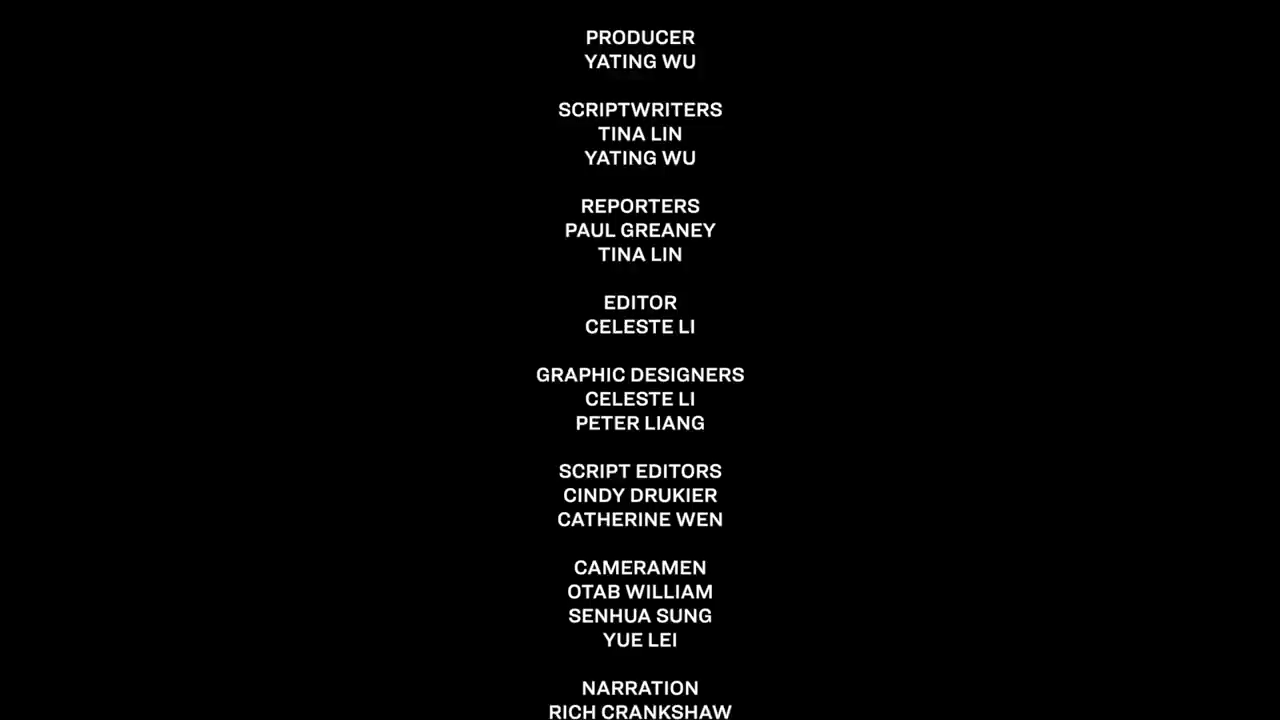 PRODUCER
YATING WU
SCRIPTWRITERS
TINA LIN
YATING WU
REPORTERS
PAUL GREANEY
TINA LIN
EDITOR
CELESTE LI
GRAPHIC DESIGNERS
CELESTE LI
PETER LIANG
SCRIPT EDITORS
CINDY DRUKIER
CATHERINE WEN
CAMERAMEN
OTAB WILLIAM
SENHUA SUNG
YUE LEI
NARRATION
RICH CRANKSHAW